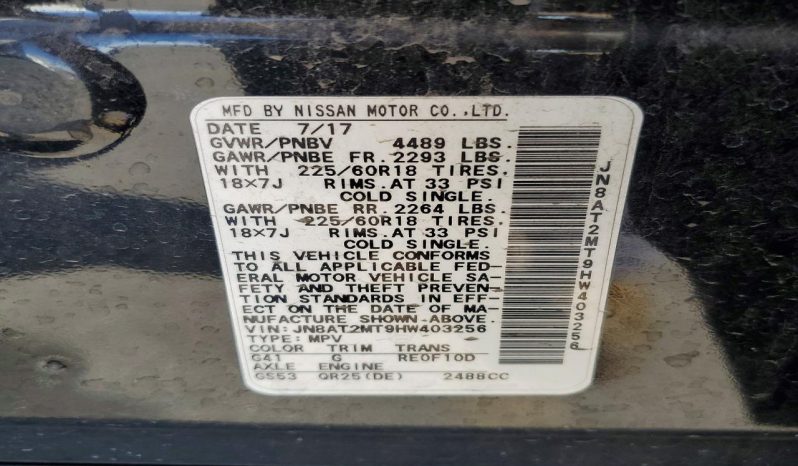 MFD BY NISSAN MOTOR CO.,LTD.
DATE 7/17
GVWR/PNBV 4489 LBS.
GAWR/PNBE FR. 2293 LBS.
WITH 225/60R18 TIRES.
18X7J RIMS.AT 33 PSI
COLD SINGLE.
GAWR/PNBE RR. 2264 LBS.
WITH 225/60R18 TIRES.
18X7J RIMS.AT 33 PSI
COLD SINGLE.
THIS VEHICLE CONFORMS
TO ALL APPLICABLE FED-
ERAL MOTOR VEHICLE SA-
FETY AND THEFT PREVEN-
TION STANDARDS IN EFF-
ECT ON THE DATE OF MA-
NUFACTURE SHOWN ABOVE.
VIN: JN8AT2MT9HW403256
TYPE: MPV
COLOR TRIM TRANS
G41 G RE0F10D
AXLE ENGINE
GS53 QR25(DE) 2488CC
JN8AT2MT9HW403256